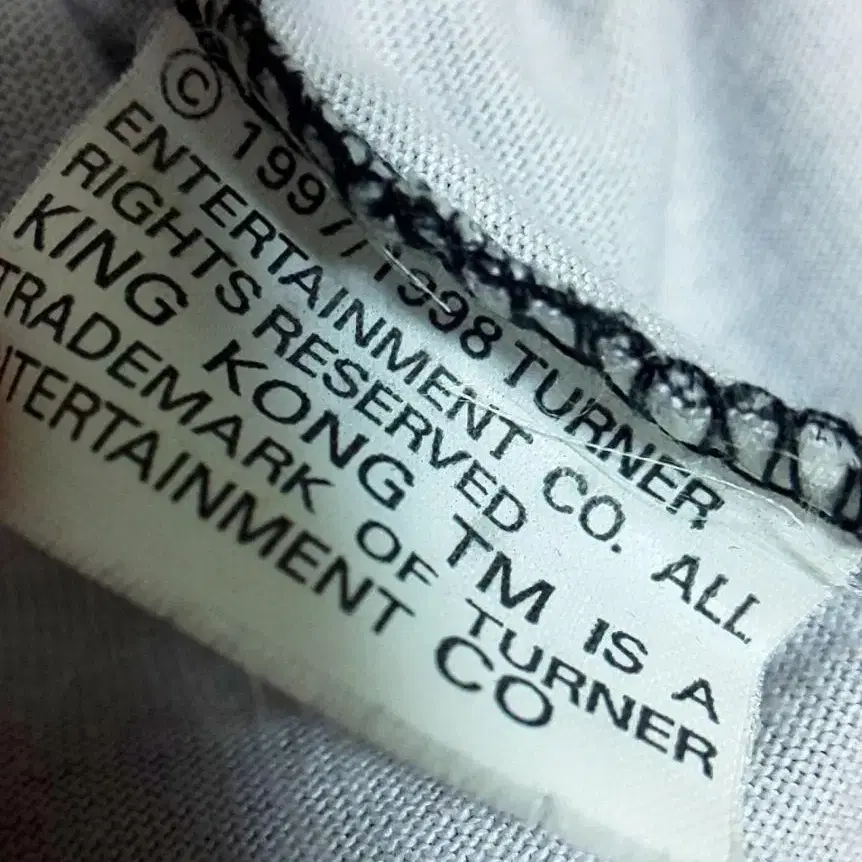 © 1997/1998 TURNER
ENTERTAINMENT CO. ALL
RIGHTS RESERVED
KING KONG TM IS A
TRADEMARK OF TURNER
NTERTAINMENT CO